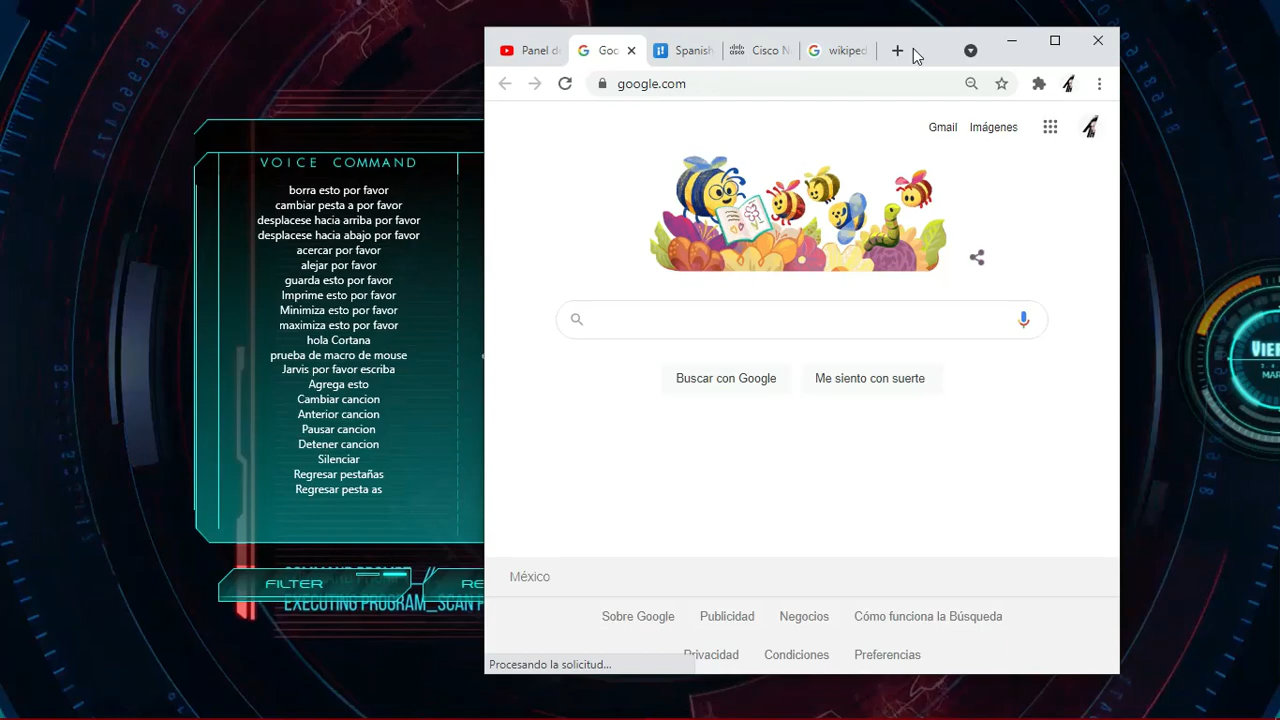 Panel d
Goo
Spanish
Cisco N
wikiped
google.com
Gmail
Imágenes
VOICE COMMAND
borra esto por favor
cambiar pesta a por favor
desplacese hacia arriba por favor
desplacese hacia abajo por favor
acercar por favor
alejar por favor
guarda esto por favor
Imprime esto por favor
Minimiza esto por favor
maximiza esto por favor
hola Cortana
prueba de macro de mouse
Jarvis por favor escriba
Agrega esto
Cambiar cancion
Anterior cancion
Pausar cancion
Detener cancion
Silenciar
Regresar pestañas
Regresar pesta as
FILTER
RE
EXECUTING PROGRAM_SCAN
Buscar con Google
Me siento con suerte
México
Sobre Google
Publicidad
Negocios
Cómo funciona la Búsqueda
Privacidad
Condiciones
Preferencias
Procesando la solicitud...
VIER
MAR